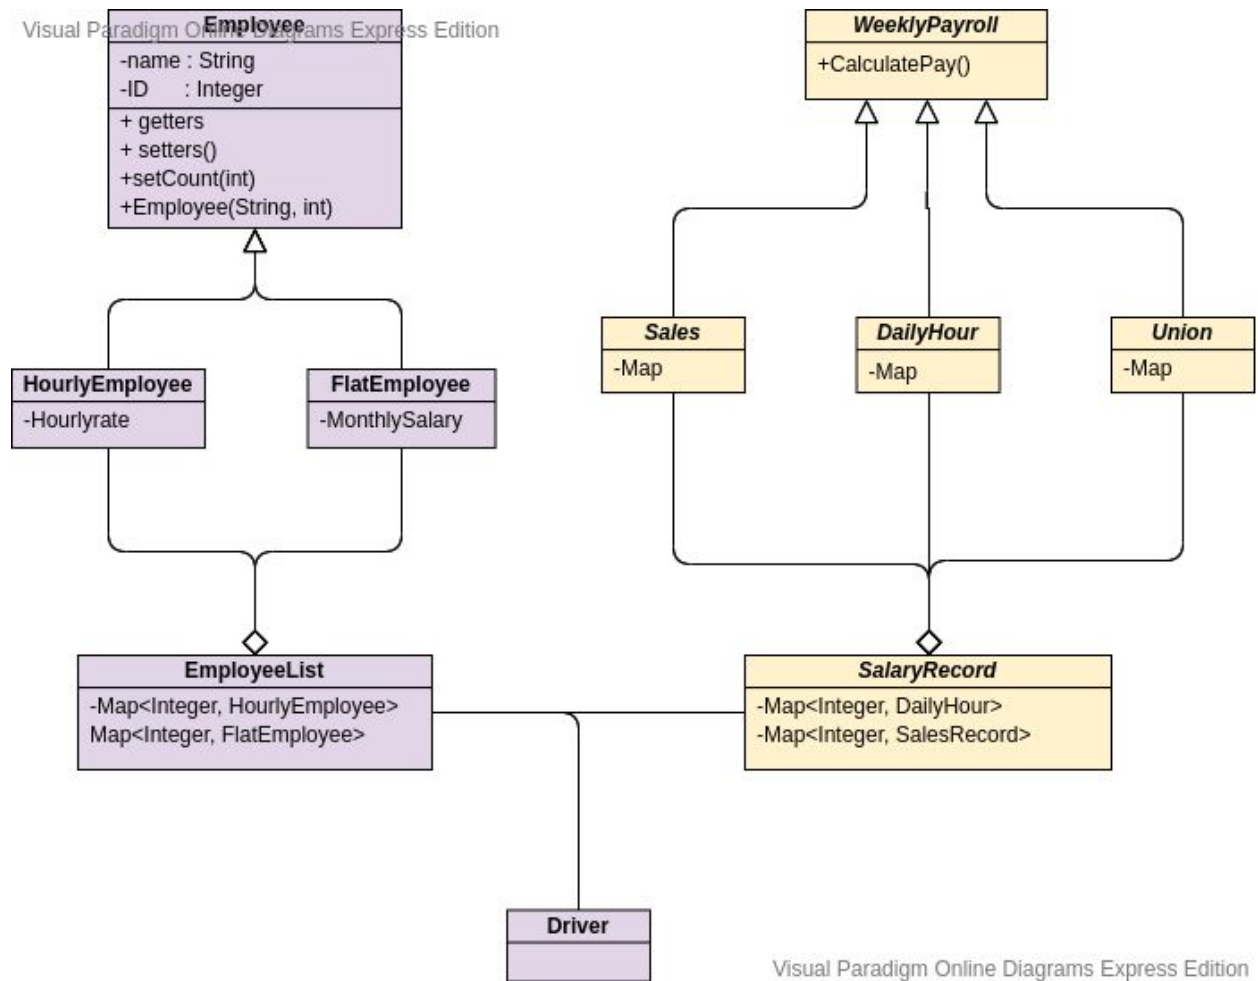 Visual Paradigm Online Diagrams Express Edition
Employee
-name : String
-ID : Integer
+ getters
+ setters()
+setCount(int)
+Employee(String, int)
WeeklyPayroll
+CalculatePay()
HourlyEmployee
-Hourlyrate
FlatEmployee
-MonthlySalary
Sales
-Map
DailyHour
-Map
Union
-Map
EmployeeList
-Map<Integer, HourlyEmployee>
Map<Integer, FlatEmployee>
SalaryRecord
-Map<Integer, DailyHour>
-Map<Integer, SalesRecord>
Driver
Visual Paradigm Online Diagrams Express Edition